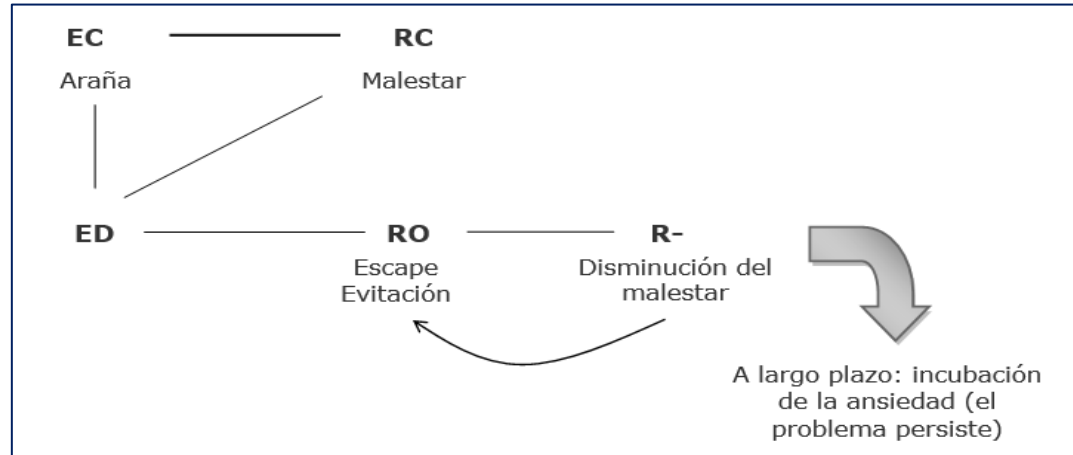 EC RC
Araña Malestar
ED RO R-
Escape
Evitación
Disminución del
malestar
A largo plazo: incubación
de la ansiedad (el
problema persiste)